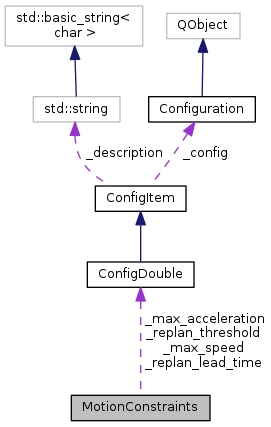 std::basic_string<
char >
QObject
std::string
Configuration
_description
_config
ConfigItem
ConfigDouble
_max_acceleration
_replan_threshold
_max_speed
_replan_lead_time
MotionConstraints